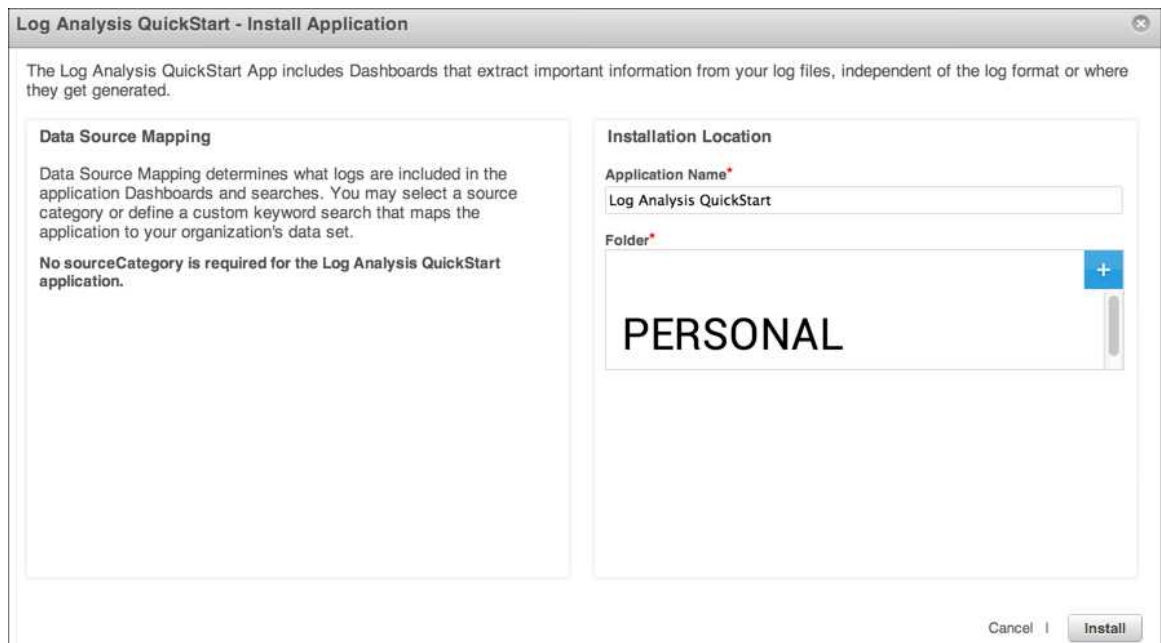 Log Analysis QuickStart - Install Application
The Log Analysis QuickStart App includes Dashboards that extract important information from your log files, independent of the log format or where
they get generated.
Data Source Mapping
Data Source Mapping determines what logs are included in the
application Dashboards and searches. You may select a source
category or define a custom keyword search that maps the
application to your organization's data set.
No sourceCategory is required for the Log Analysis QuickStart
application.
Installation Location
Application Name*
Log Analysis QuickStart
Folder*
+
PERSONAL
Cancel |
Install